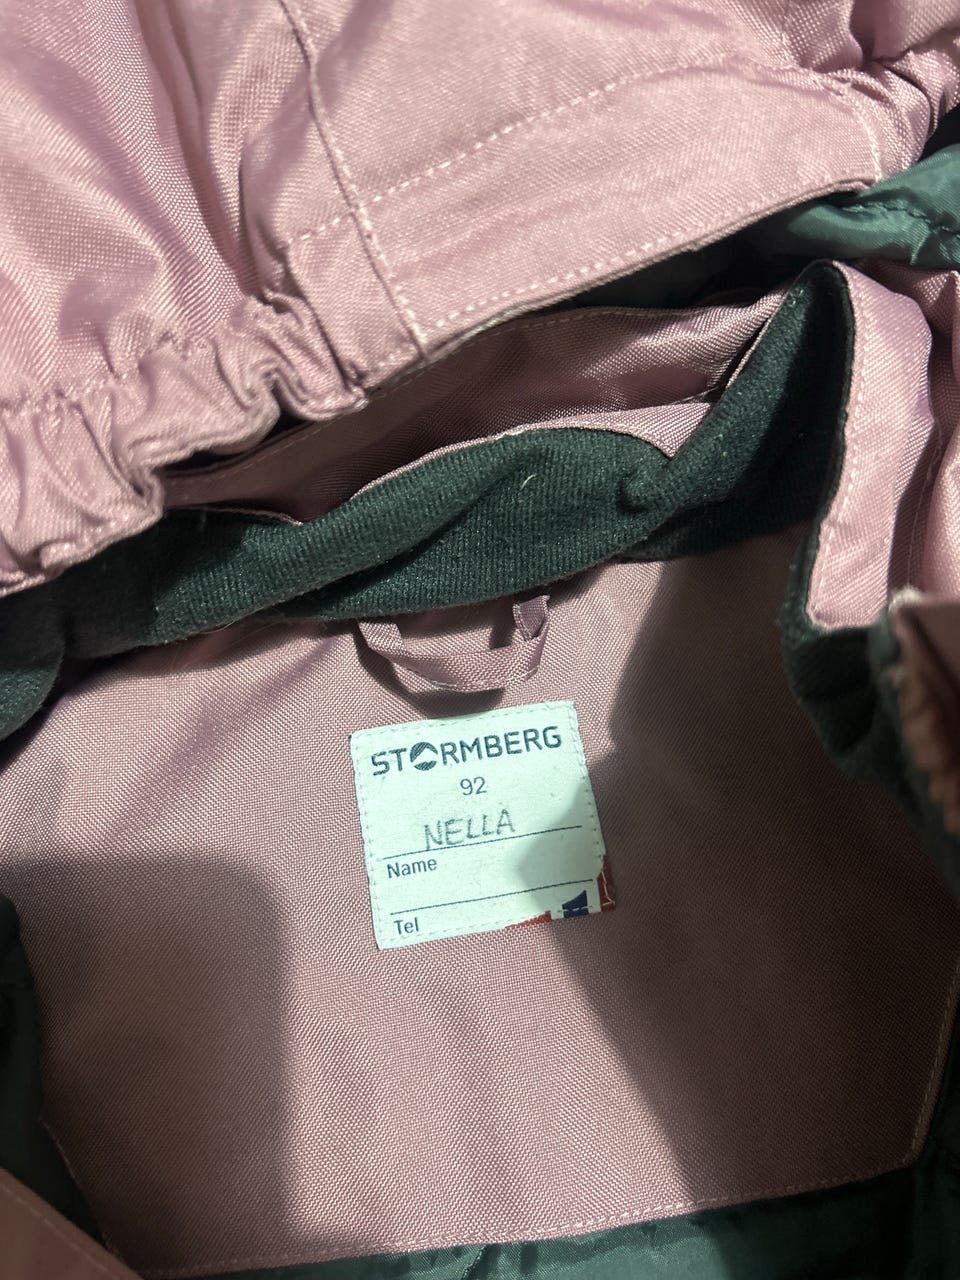 STORMBERG
92
NELLA
Name
Tel